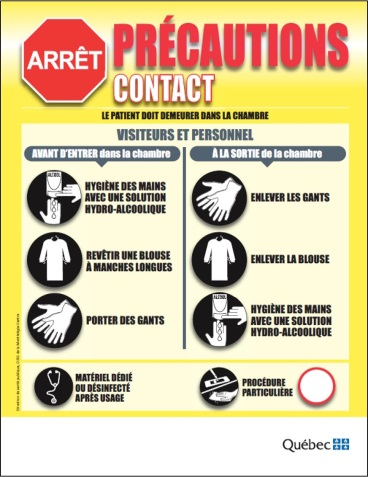 ARRÊT
PRÉCAUTIONS
CONTACT
LE PATIENT DOIT DEMEURER DANS LA CHAMBRE
VISITEURS ET PERSONNEL
AVANT D'ENTRER dans la chambre
ALCOOL
HYGIÈNE DES MAINS
AVEC UNE SOLUTION
HYDRO-ALCOOLIQUE
REVÊTIR UNE BLOUSE
À MANCHES LONGUES
PORTER DES GANTS
À LA SORTIE de la chambre
ENLEVER LES GANTS
ENLEVER LA BLOUSE
ALCOOL
HYGIÈNE DES MAINS
AVEC UNE SOLUTION
HYDRO-ALCOOLIQUE
MATÉRIEL DÉDIÉ
OU DÉSINFECTÉ
APRÈS USAGE
PROCÉDURE
PARTICULIÈRE
Québec